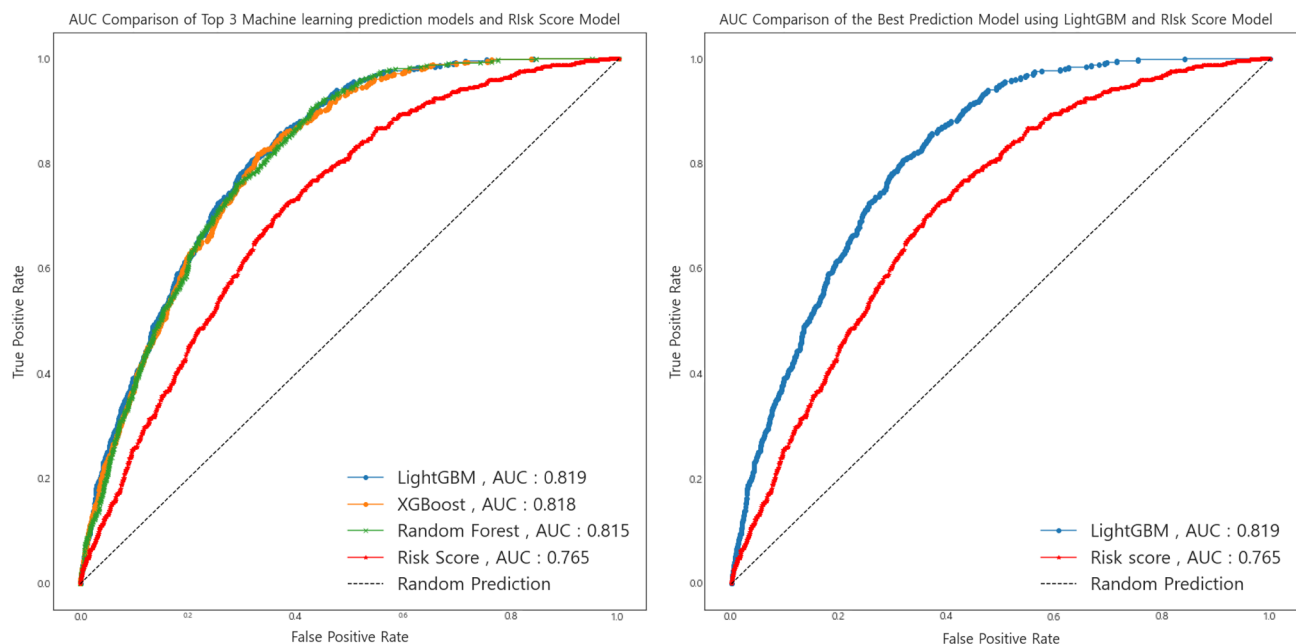 AUC Comparison of Top 3 Machine learning prediction models and RIsk Score Model
1.0
0.8
0.6
0.4
0.2
0.0
True Positive Rate
LightGBM , AUC : 0.819
XGBoost , AUC : 0.818
Random Forest , AUC : 0.815
Risk Score , AUC : 0.765
Random Prediction
0.0 0.2 0.4 0.6 0.8 1.0
False Positive Rate
AUC Comparison of the Best Prediction Model using LightGBM and RIsk Score Model
1.0
0.8
0.6
0.4
0.2
0.0
True Positive Rate
LightGBM , AUC : 0.819
Risk score , AUC : 0.765
Random Prediction
0.0 0.2 0.4 0.6 0.8 1.0
False Positive Rate